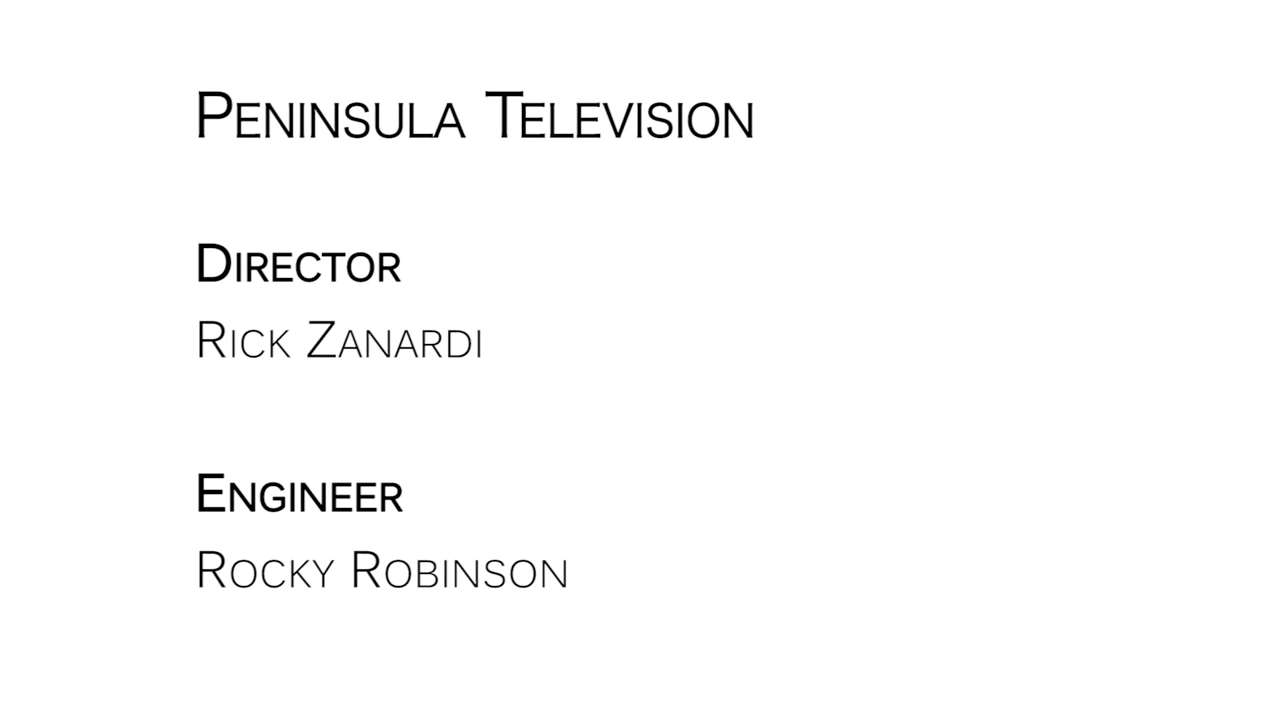 Peninsula Television
Director
Rick Zanardi
Engineer
Rocky Robinson